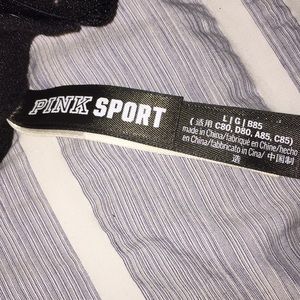 PINK SPORT
L | G | B85
( 适用 C80, D80, A85, C85)
made in China/fabriqué en Chine/hecho
en China/fabbricato in Cina/ 中国制
造